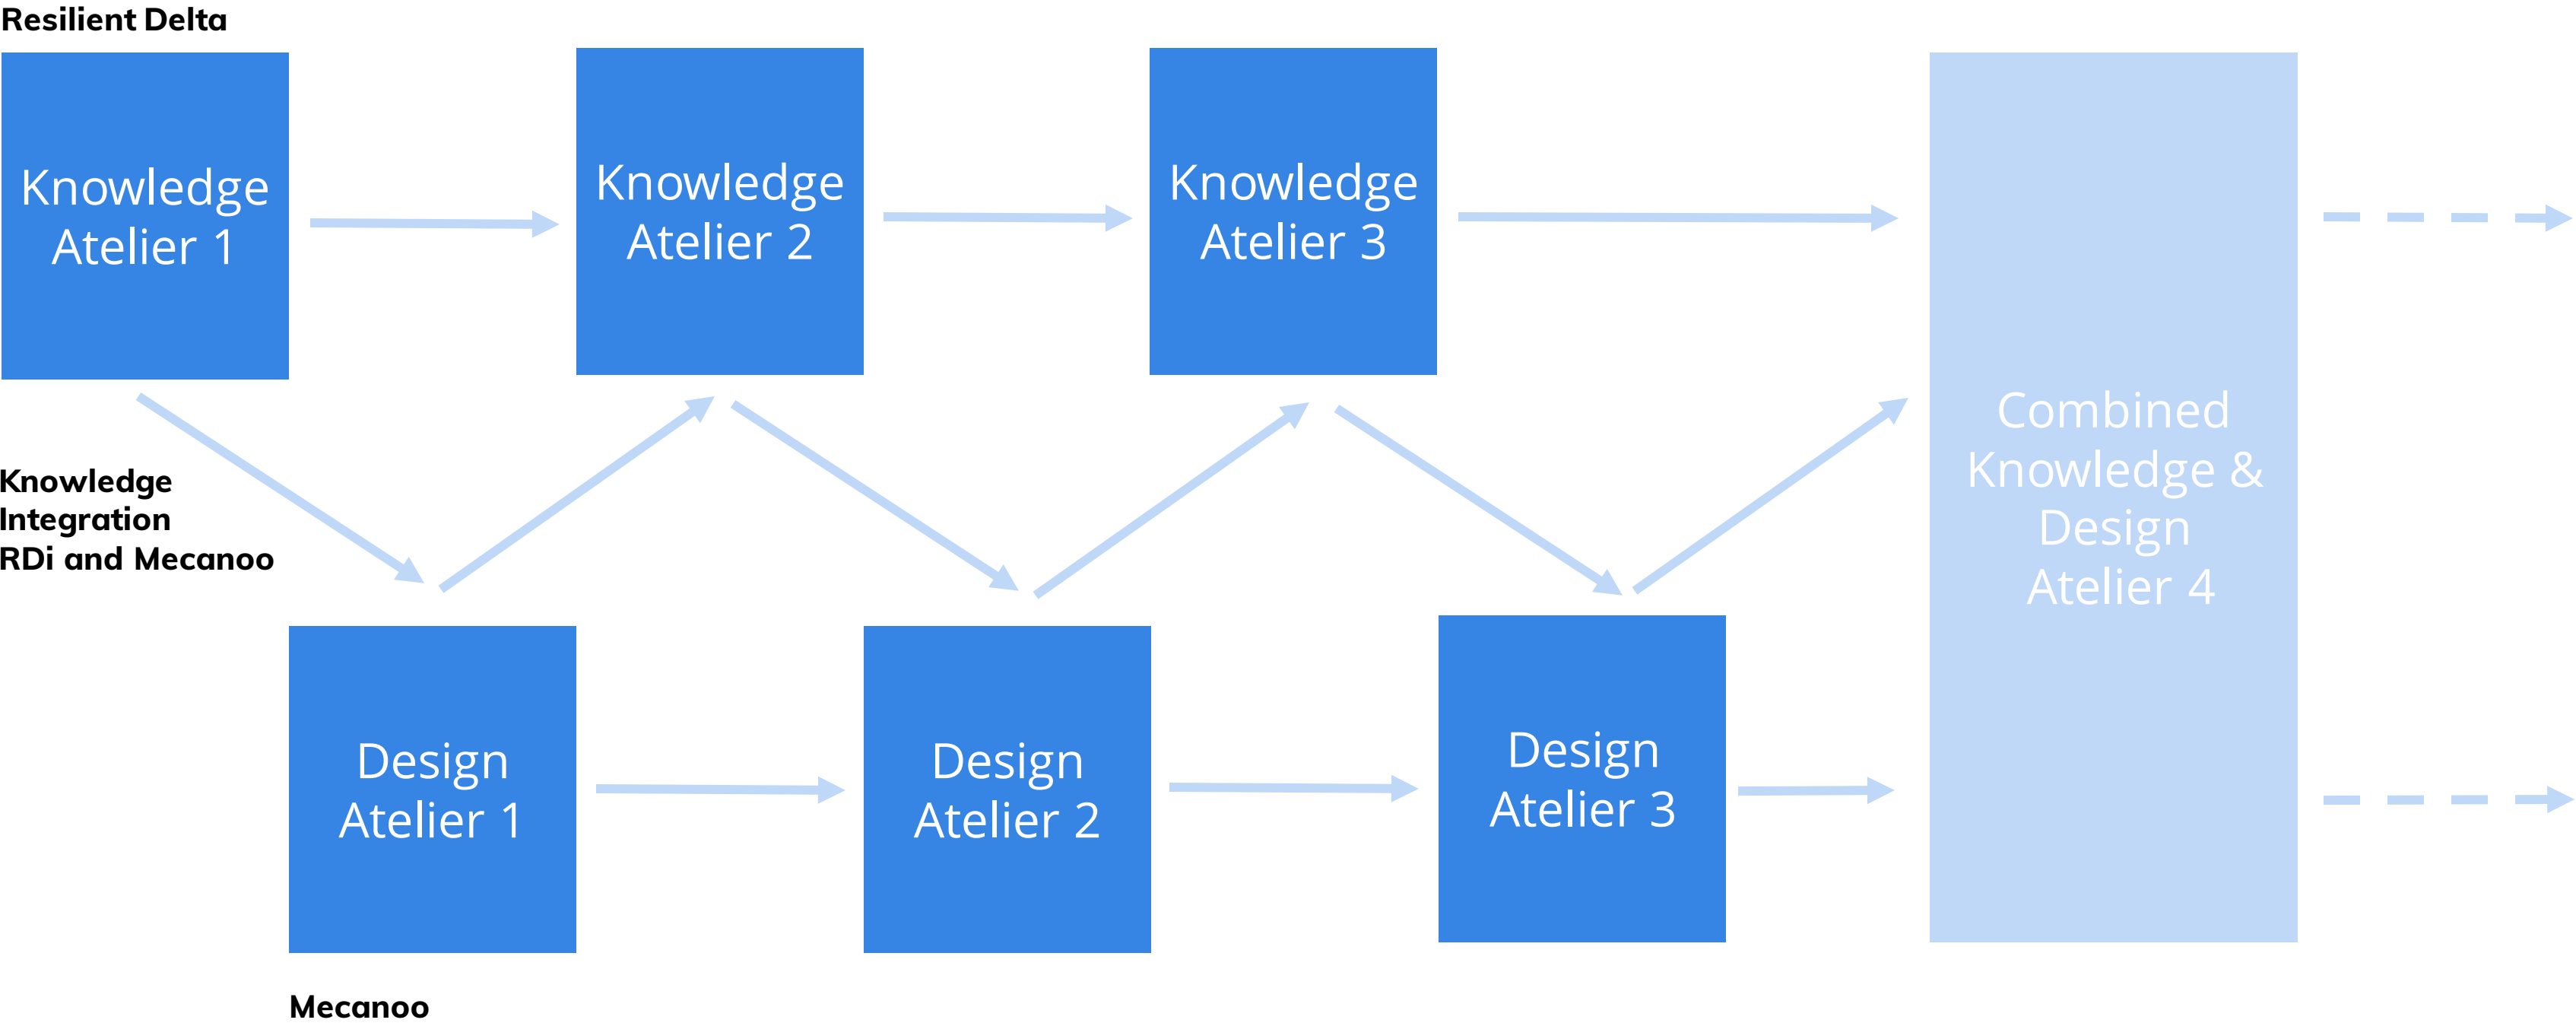 Resilient Delta
Knowledge
Atelier 1
Knowledge
Atelier 2
Knowledge
Atelier 3
Combined
Knowledge &
Design
Atelier 4
Knowledge
Integration
RDi and Mecanoo
Design
Atelier 1
Design
Atelier 2
Design
Atelier 3
Mecanoo